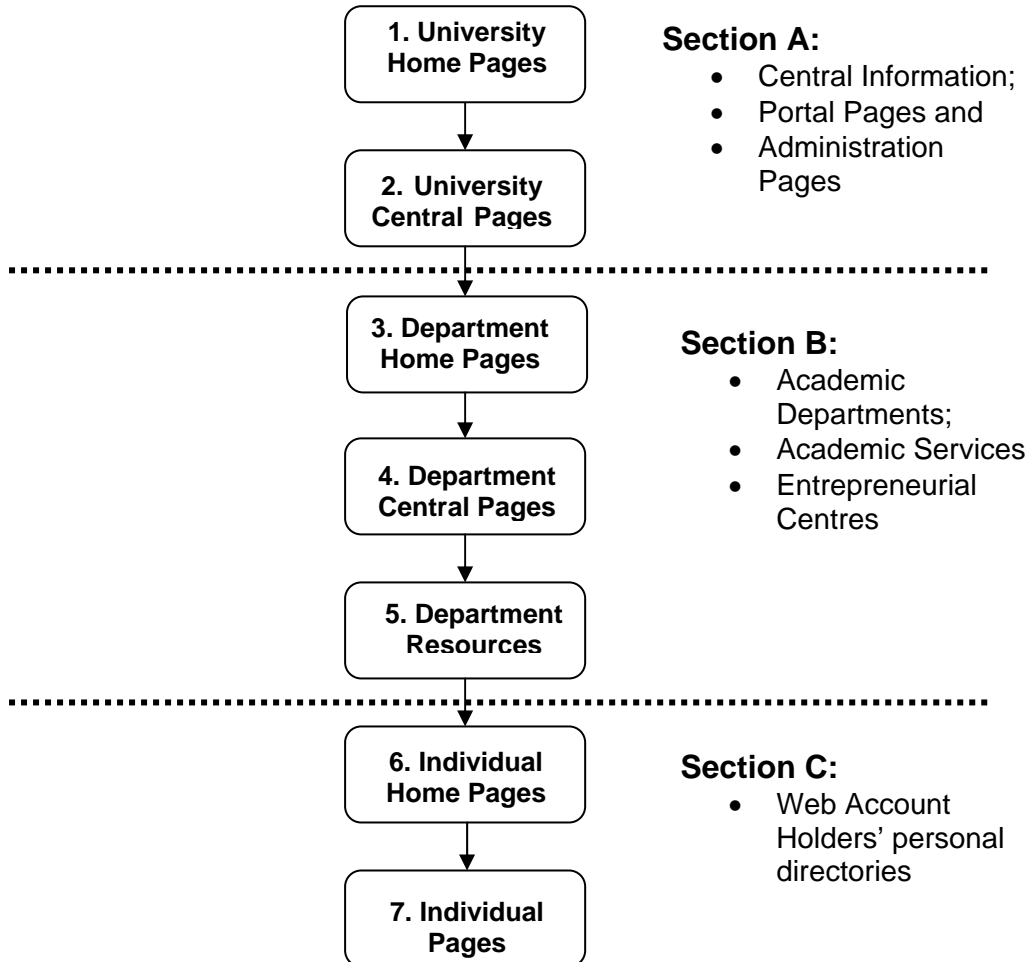 1. University
Home Pages
Section A:
• Central Information;
• Portal Pages and
• Administration
Pages
2. University
Central Pages
3. Department
Home Pages
Section B:
• Academic
Departments;
• Academic Services
• Entrepreneurial
Centres
4. Department
Central Pages
5. Department
Resources
6. Individual
Home Pages
Section C:
• Web Account
Holders’ personal
directories
7. Individual
Pages